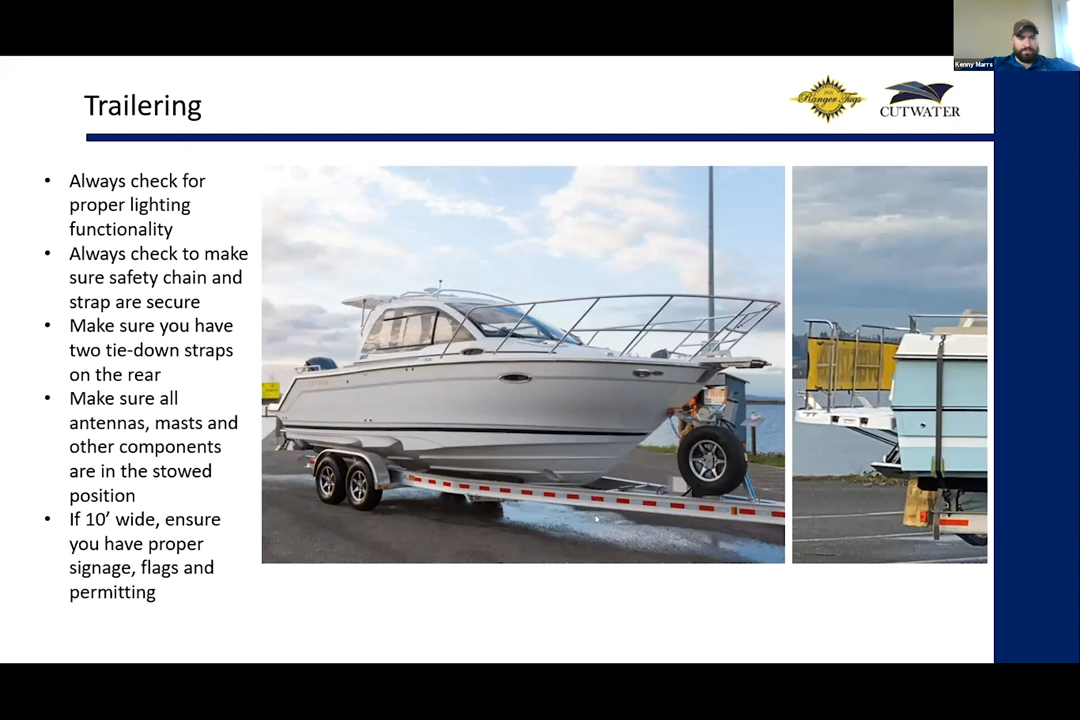 Kenny Marrs
Trailering
Ranger Tugs
CUTWATER
• Always check for
proper lighting
functionality
• Always check to make
sure safety chain and
strap are secure
• Make sure you have
two tie-down straps
on the rear
• Make sure all
antennas, masts and
other components
are in the stowed
position
• If 10’ wide, ensure
you have proper
signage, flags and
permitting